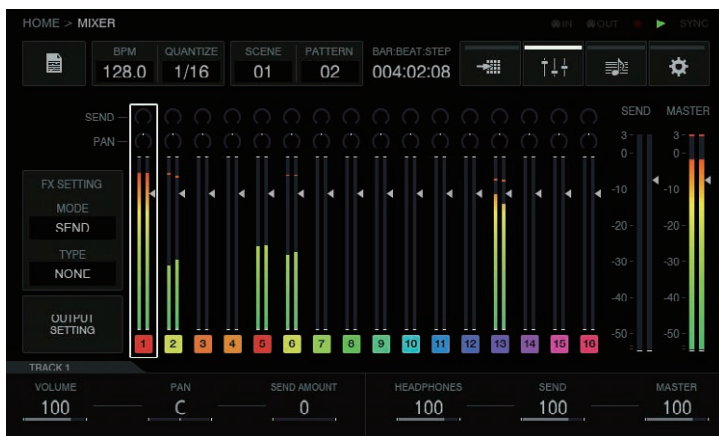 HOME > MIXER
IN OUT SYNC
BPM QUANTIZE SCENE PATTERN BAR:BEAT:STEP
128.0 1/16 01 02 004:02:08
SEND
PAN
SEND MASTER
3 3
0 0
-10 -10
-20 -20
-30 -30
-40 -40
-50 -50
FX SETTING
MODE
SEND
TYPE
NONE
OUTPUT
SETTING
1 2 3 4 5 6 7 8 9 10 11 12 13 14 15 16
TRACK 1
VOLUME PAN SEND AMOUNT HEADPHONES SEND MASTER
100 C 0 100 100 100